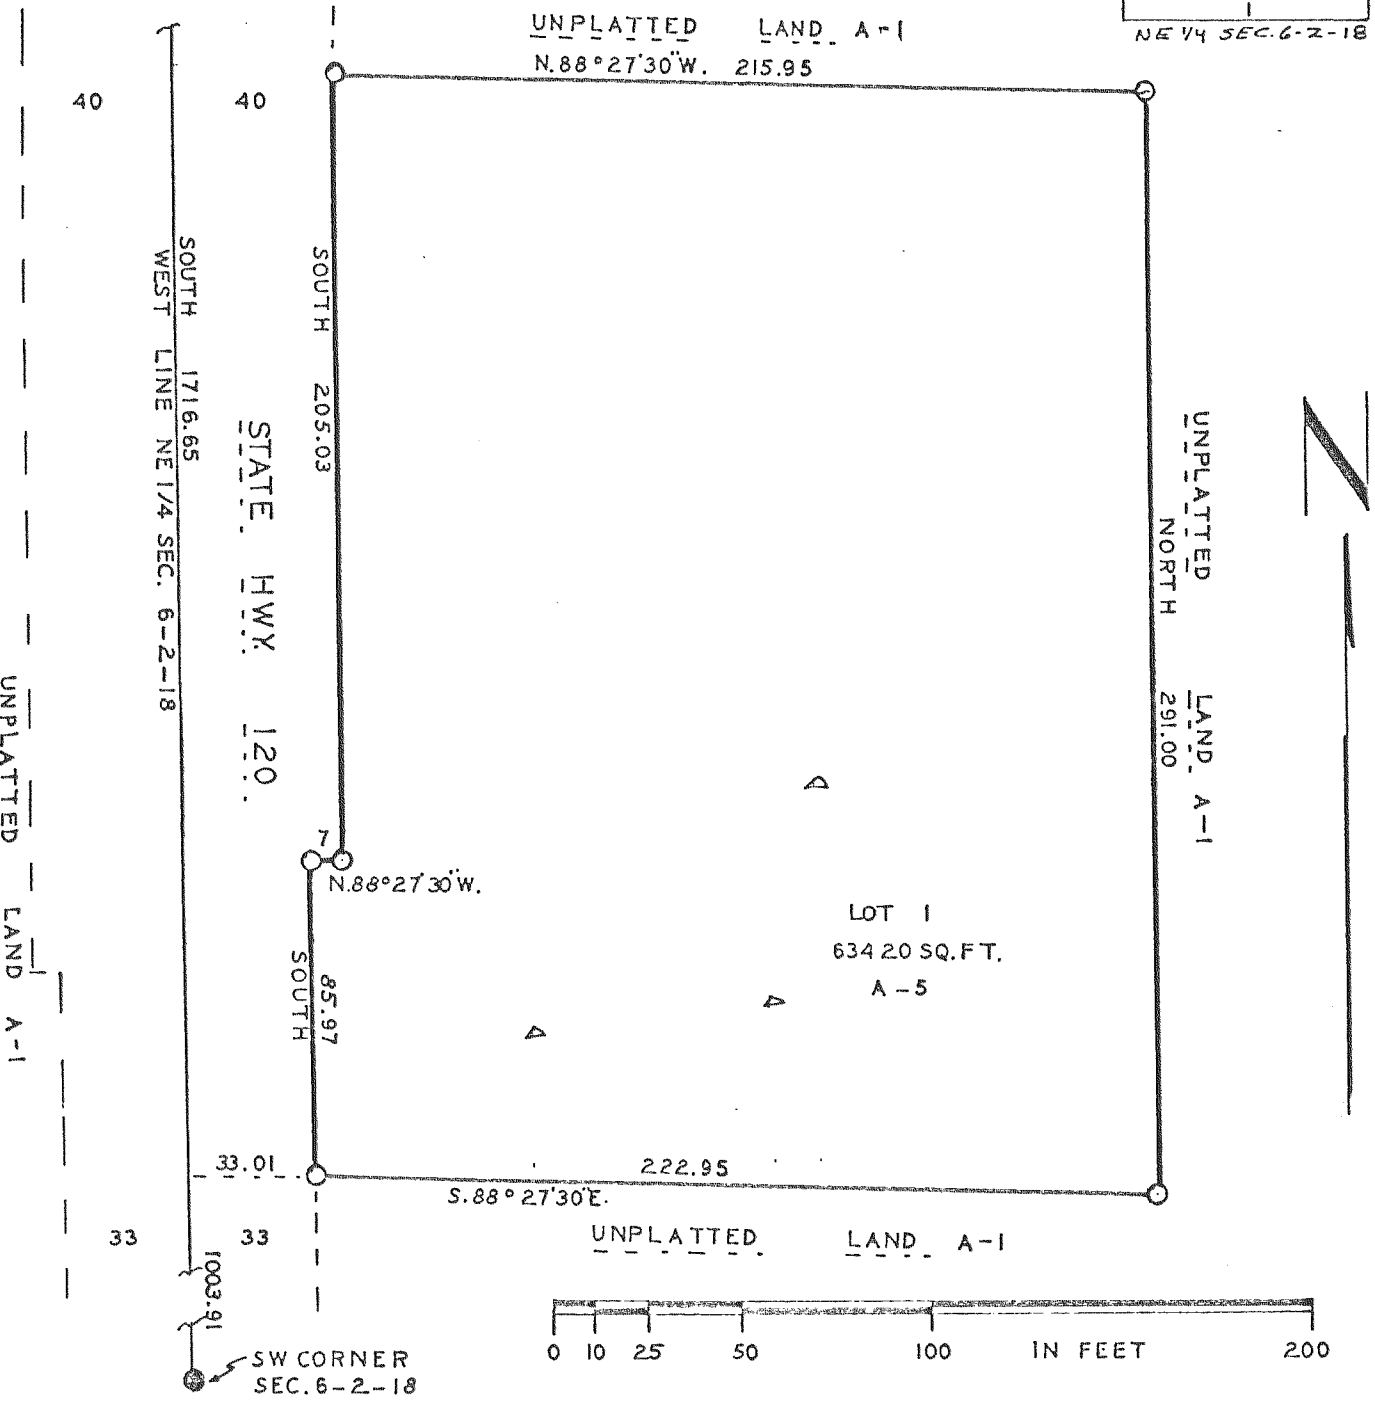 UNPLATTED LAND A-1
NE 1/4 SEC. 6-2-18
N.88°27'30"W. 215.95
40
40
SOUTH 1716.65
WEST LINE NE 1/4 SEC. 6-2-18
SOUTH 205.03
STATE HWY. 120
UNPLATTED LAND A-1
NORTH 291.00
UNPLATTED LAND A-1
7
N.88°27'30"W.
LOT 1
63420 SQ.FT.
A-5
SOUTH
85.97
33.01
222.95
S.88°27'30"E.
33
33
UNPLATTED LAND A-1
1003.91
SW CORNER
SEC. 6-2-18
0 10 25 50 100 IN FEET 200
N